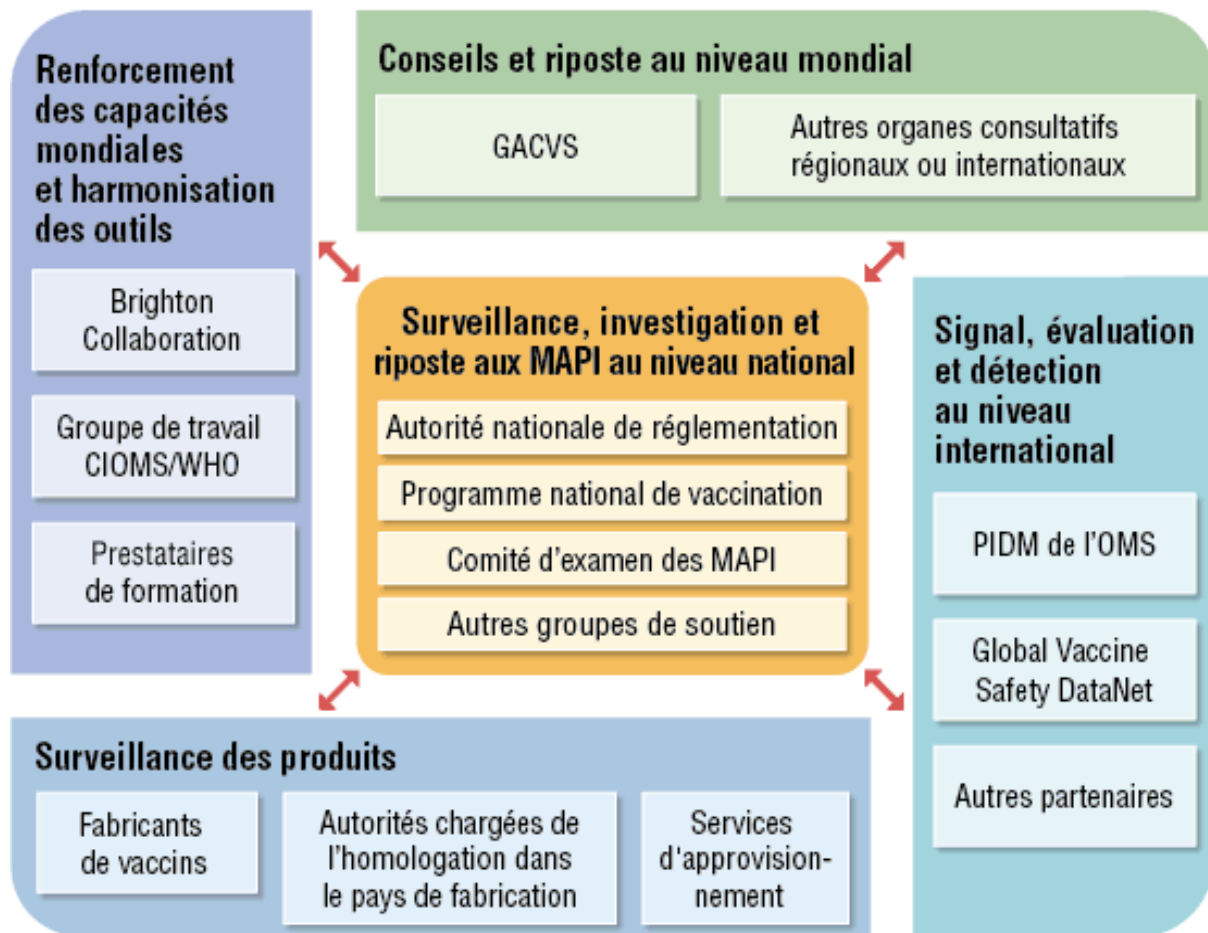 Renforcement
des capacités
mondiales
et harmonisation
des outils
Brighton
Collaboration
Groupe de travail
CIOMS/WHO
Prestataires
de formation
Conseils et riposte au niveau mondial
GACVS
Autres organes consultatifs
régionaux ou internationaux
Surveillance, investigation et
riposte aux MAPI au niveau national
Autorité nationale de réglementation
Programme national de vaccination
Comité d'examen des MAPI
Autres groupes de soutien
Signal, évaluation
et détection
au niveau
international
PIDM de l'OMS
Global Vaccine
Safety DataNet
Autres partenaires
Surveillance des produits
Fabricants
de vaccins
Autorités chargées de
l'homologation dans
le pays de fabrication
Services
d'approvision-
nement